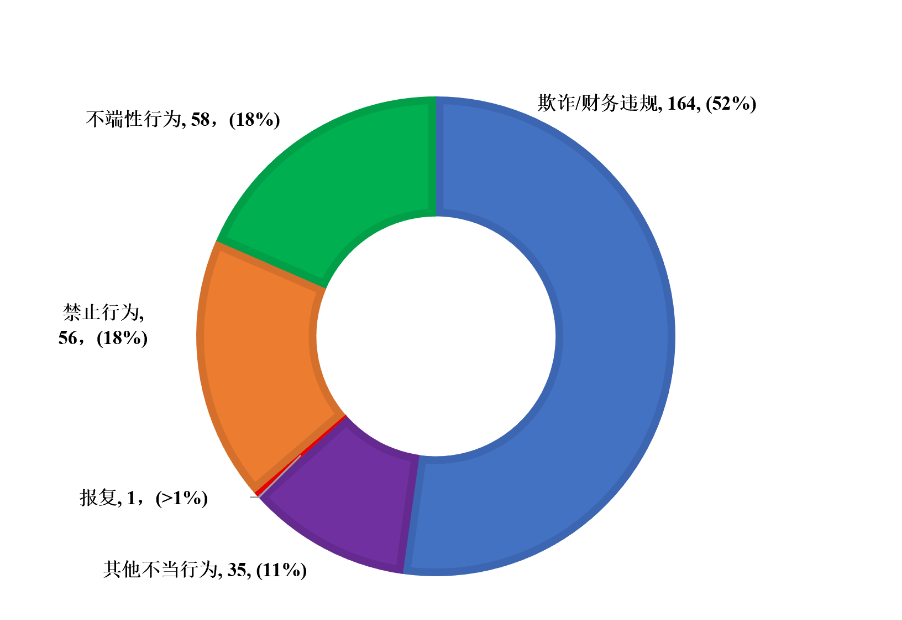 欺诈/财务违规, 164, (52%)
不端性行为, 58，(18%)
禁止行为,
56，(18%)
报复, 1，(>1%)
其他不当行为, 35, (11%)